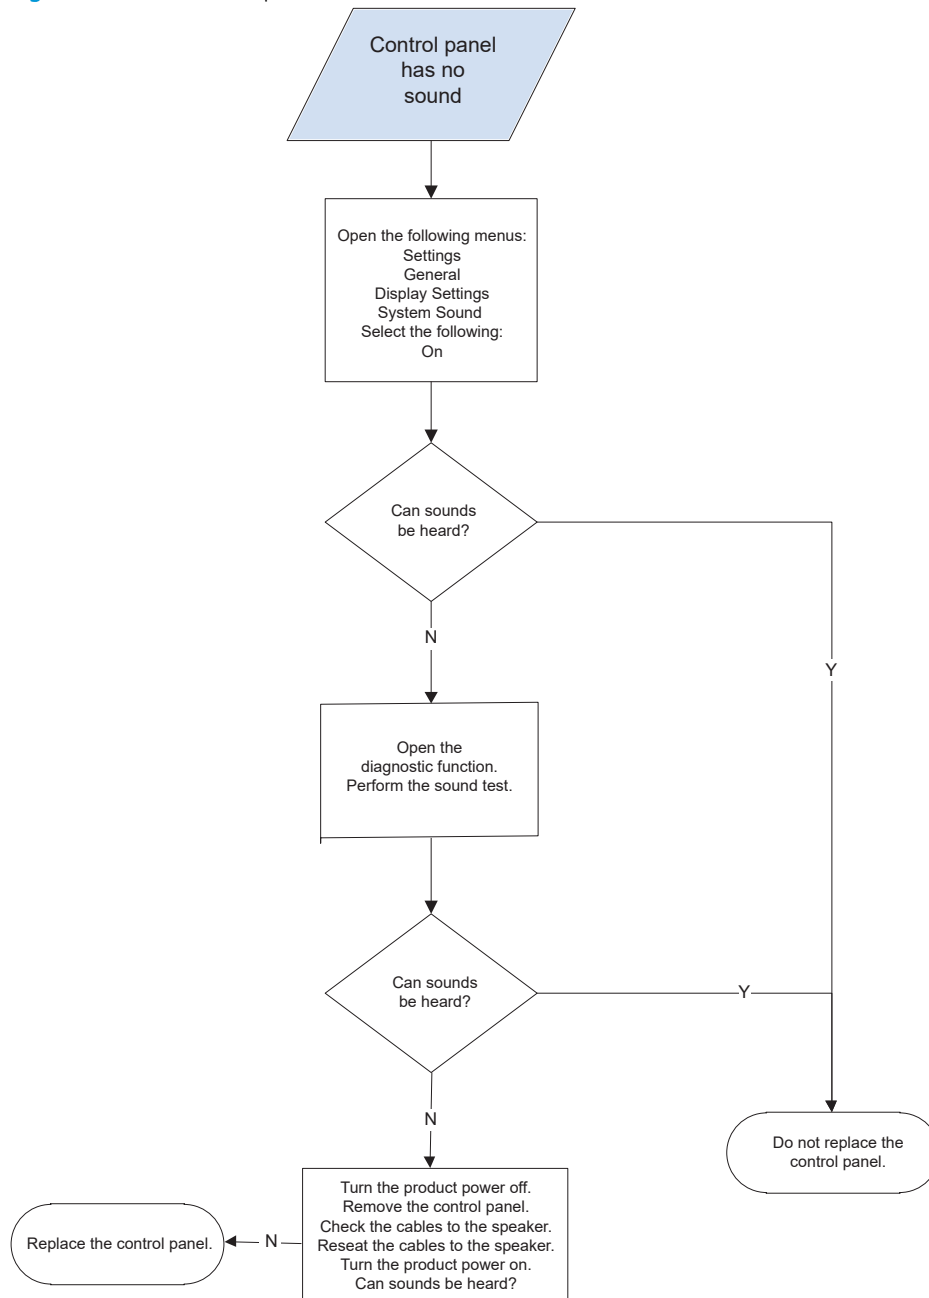 Control panel
has no
sound
Open the following menus:
Settings
General
Display Settings
System Sound
Select the following:
On
Can sounds
be heard?
N
Y
Open the
diagnostic function.
Perform the sound test.
Can sounds
be heard?
Y
N
Do not replace the
control panel.
Turn the product power off.
Remove the control panel.
Check the cables to the speaker.
Reseat the cables to the speaker.
Turn the product power on.
Can sounds be heard?
N
Replace the control panel.